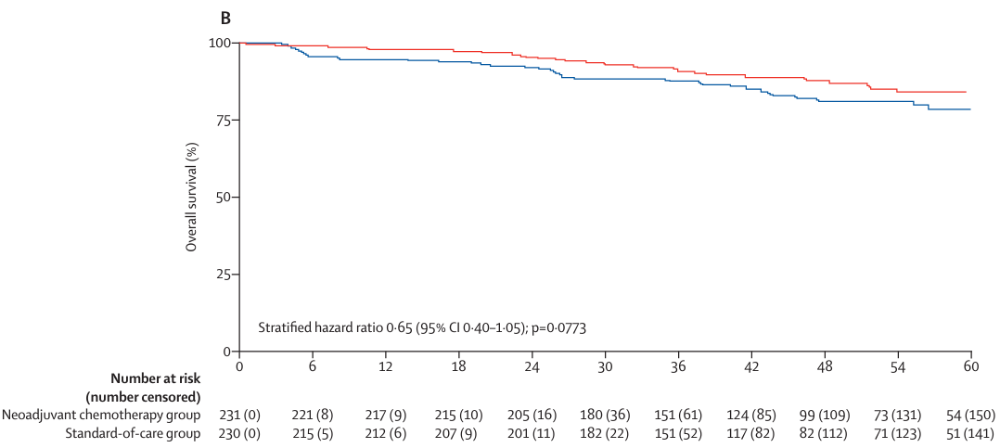 B
100
75
50
25
0
Overall survival (%)
Stratified hazard ratio 0·65 (95% CI 0·40–1·05); p=0·0773
0 6 12 18 24 30 36 42 48 54 60
Number at risk
(number censored)
Neoadjuvant chemotherapy group 231 (0) 221 (8) 217 (9) 215 (10) 205 (16) 180 (36) 151 (61) 124 (85) 99 (109) 73 (131) 54 (150)
Standard-of-care group 230 (0) 215 (5) 212 (6) 207 (9) 201 (11) 182 (22) 151 (52) 117 (82) 82 (112) 71 (123) 51 (141)